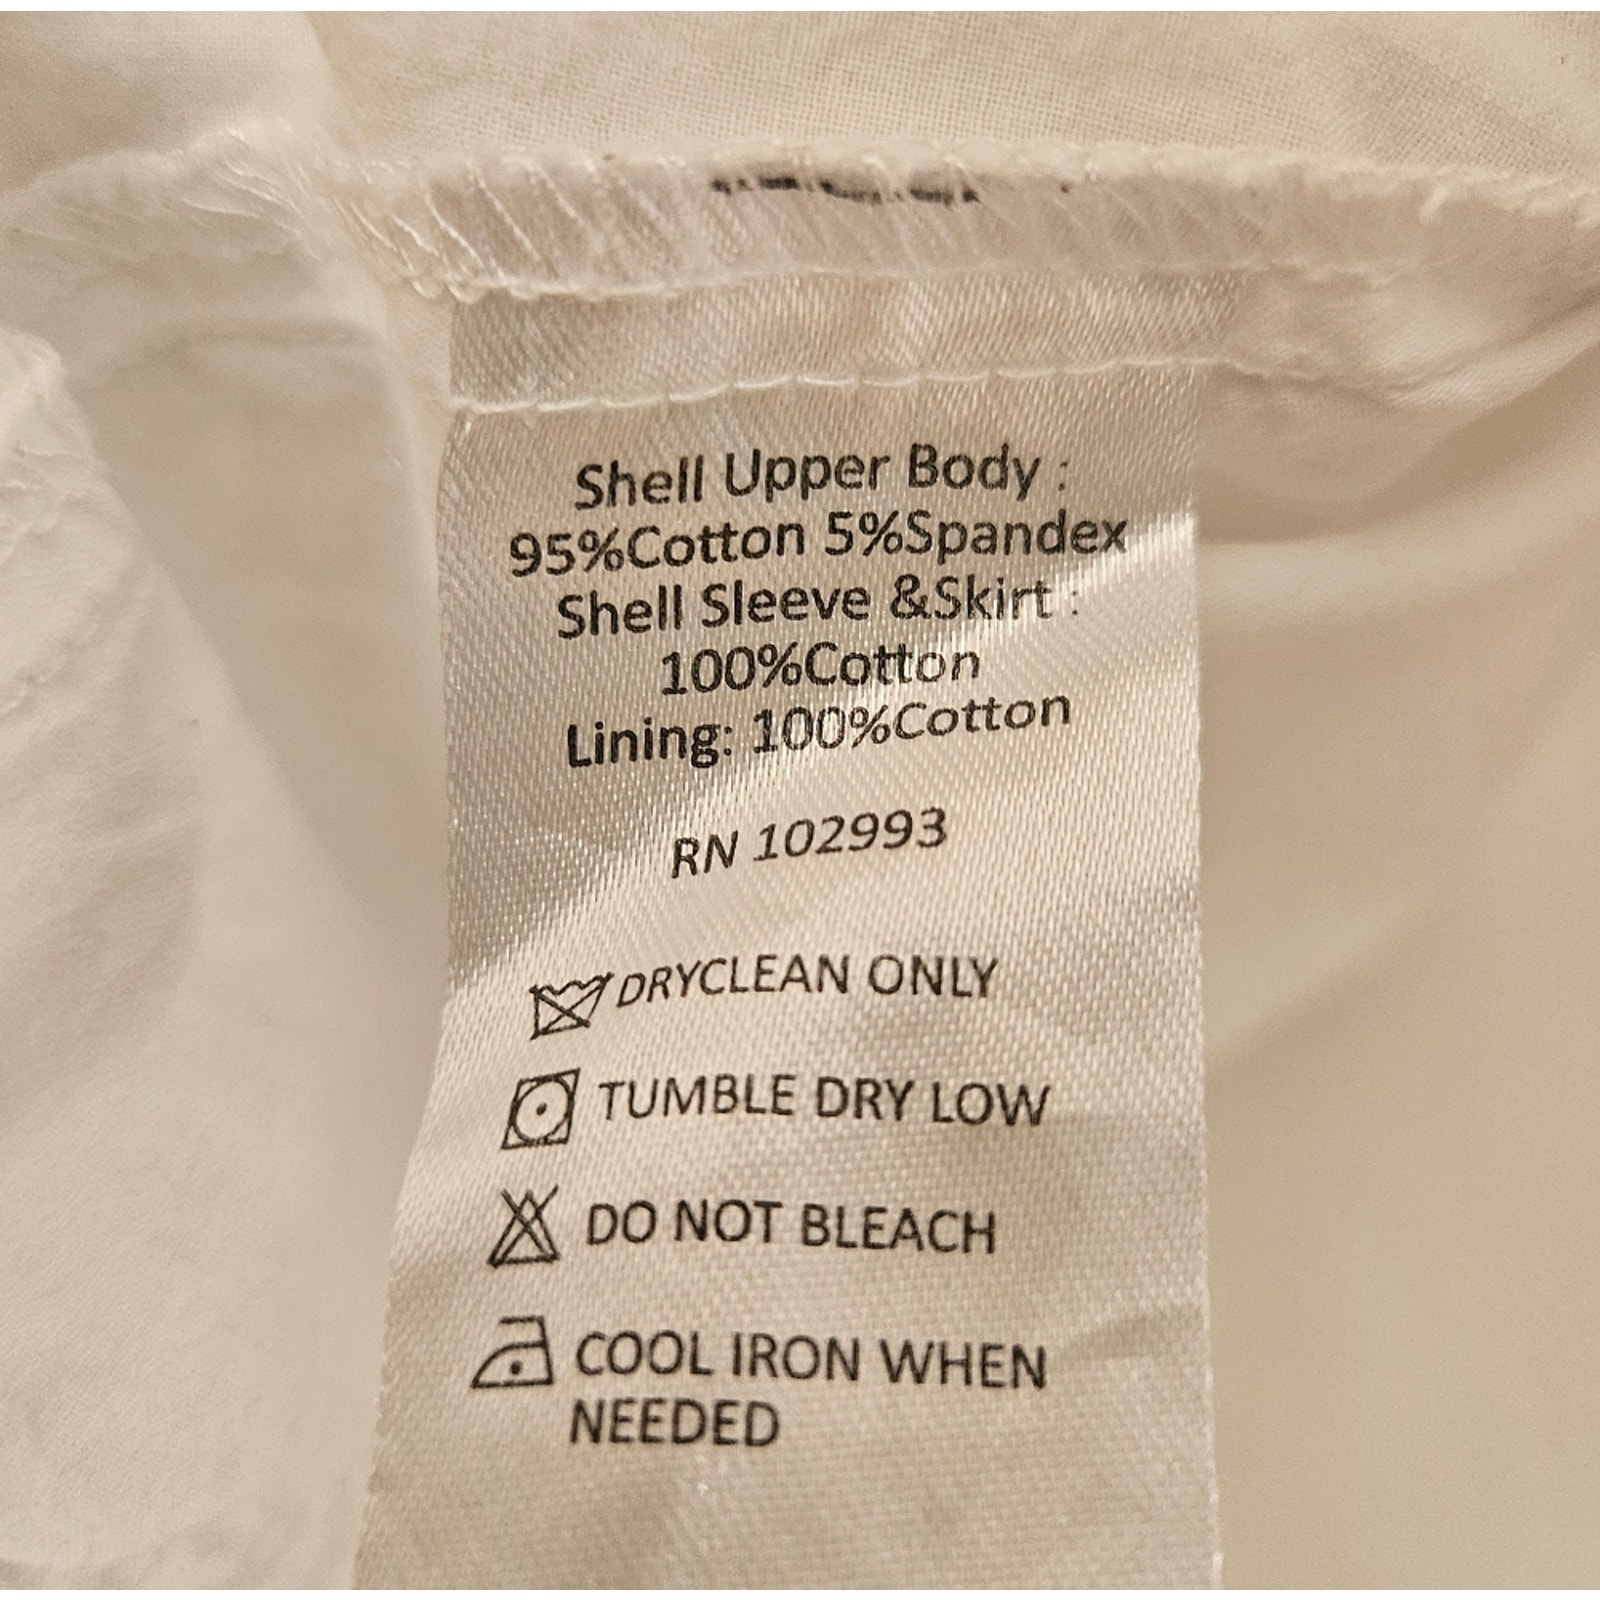 Shell Upper Body :
95%Cotton 5%Spandex
Shell Sleeve &Skirt :
100%Cotton
Lining: 100%Cotton
RN 102993
DRYCLEAN ONLY
TUMBLE DRY LOW
DO NOT BLEACH
COOL IRON WHEN
NEEDED